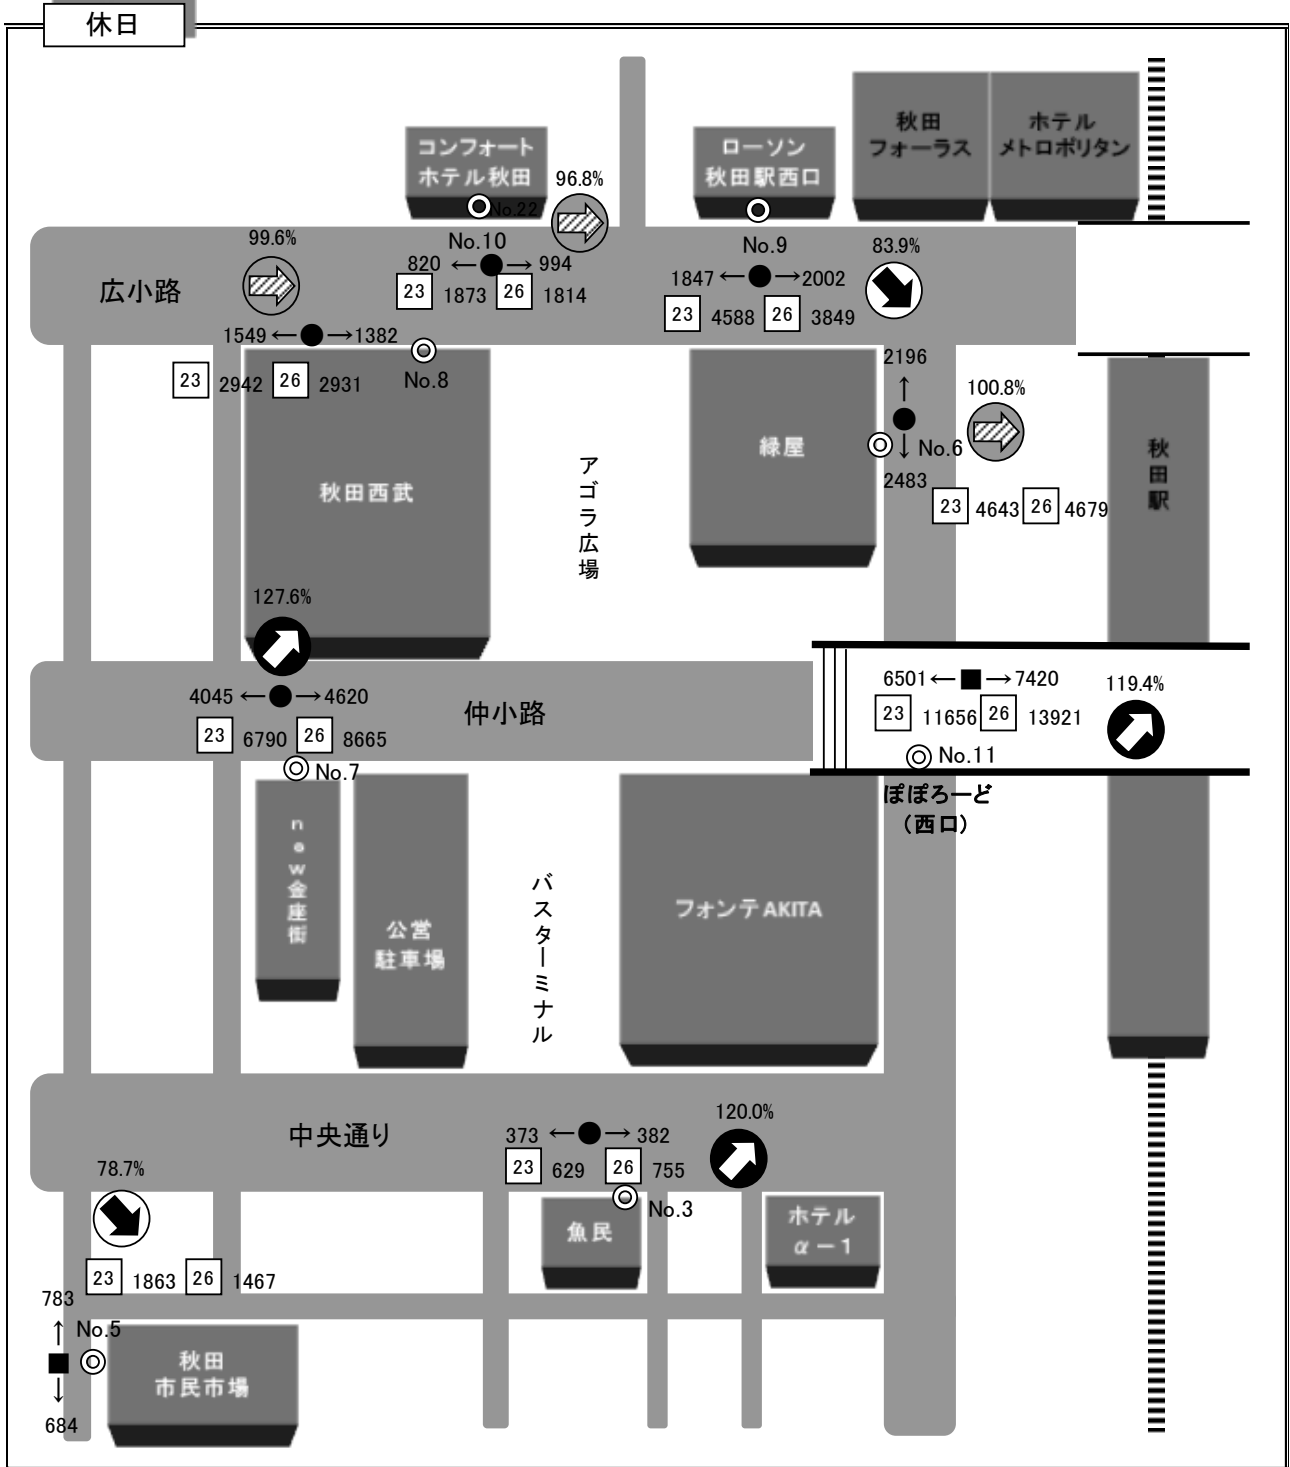 休日
秋田
フォーラス
ホテル
メトロポリタン
コンフォート
ホテル秋田
ローソン
秋田駅西口
96.8%
No.22
99.6%
No.10
820 ←●→ 994
23 1873 26 1814
No.9
1847 ←●→ 2002
23 4588 26 3849
83.9%
広小路
1549 ←●→ 1382
No.8
23 2942 26 2931
2196
↑
↓ No.6
2483
100.8%
23 4643 26 4679
緑屋
秋田駅
秋田西武
アゴラ広場
127.6%
4045 ←●→ 4620
23 6790 26 8665
No.7
仲小路
6501 ←■→ 7420
23 11656 26 13921
119.4%
No.11
ぽぽろーど
(西口)
new金座街
公営
駐車場
バスターミナル
フォンテAKITA
中央通り
373 ←●→ 382
23 629 26 755
120.0%
No.3
78.7%
魚民
ホテル
α－1
23 1863 26 1467
783
↑
No.5
↓
684
秋田
市民市場